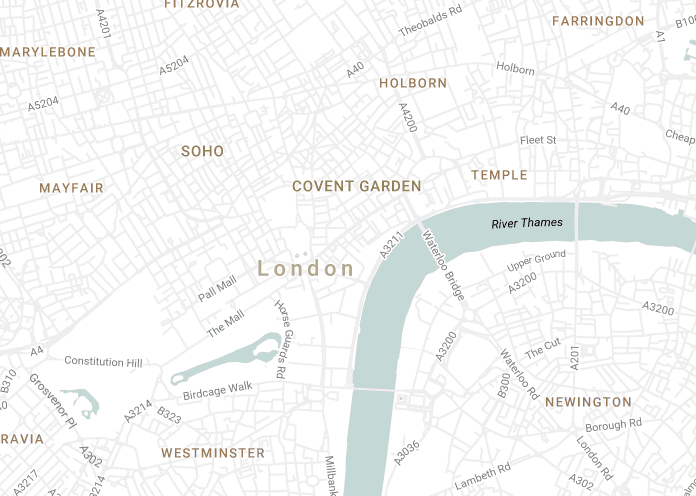 FITZROVIA
Theobalds Rd
FARRINGDON
A4201
B100
A1
MARYLEBONE
A5204
A40
Holborn
HOLBORN
A5204
A4200
A40
Cheap
Fleet St
SOHO
TEMPLE
MAYFAIR
COVENT GARDEN
River Thames
A3211
Waterloo Bridge
London
Upper Ground
A3200
Pall Mall
The Mall
Horse Guards Rd
A3200
A3200
A4
Constitution Hill
The Cut
A201
Waterloo Rd
B300
B310
Grosvenor Pl
Birdcage Walk
A3214
B323
NEWINGTON
Borough Rd
RAVIA
A302
WESTMINSTER
A3036
London Rd
Millbank
Lambeth Rd
A302
A3217
3214